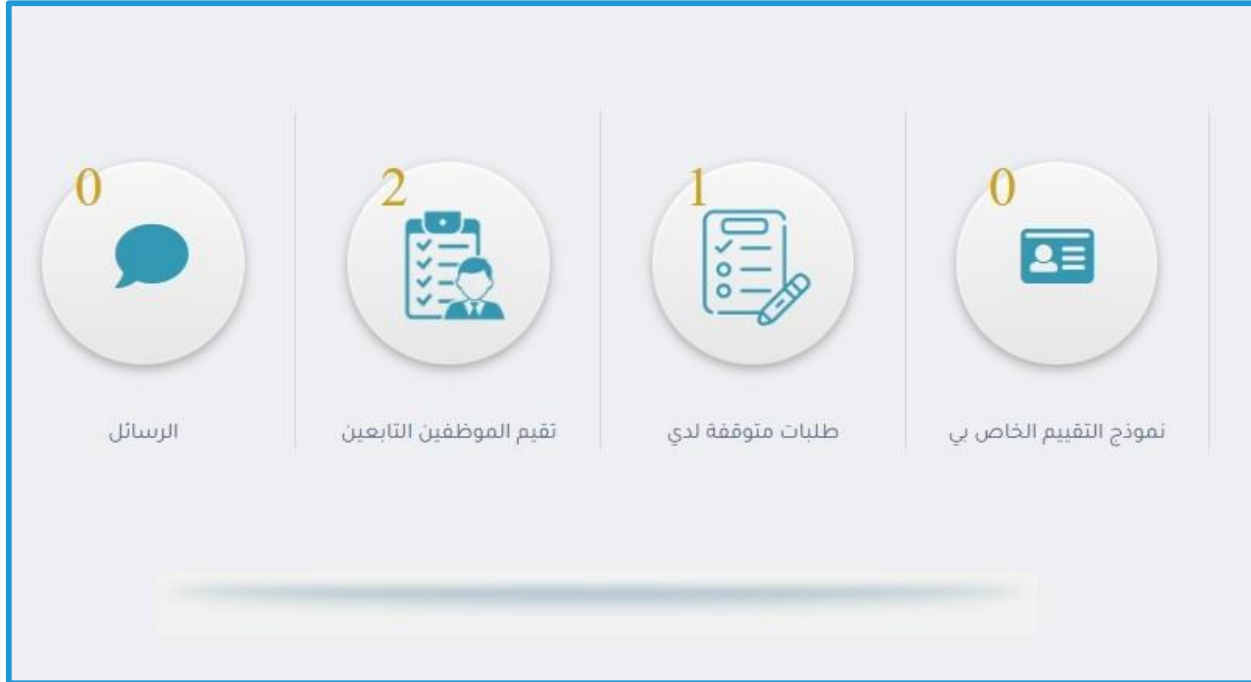 0
1
2
0
نموذج التقييم الخاص بي
طلبات متوقفة لدي
تقيم الموظفين التابعين
الرسائل